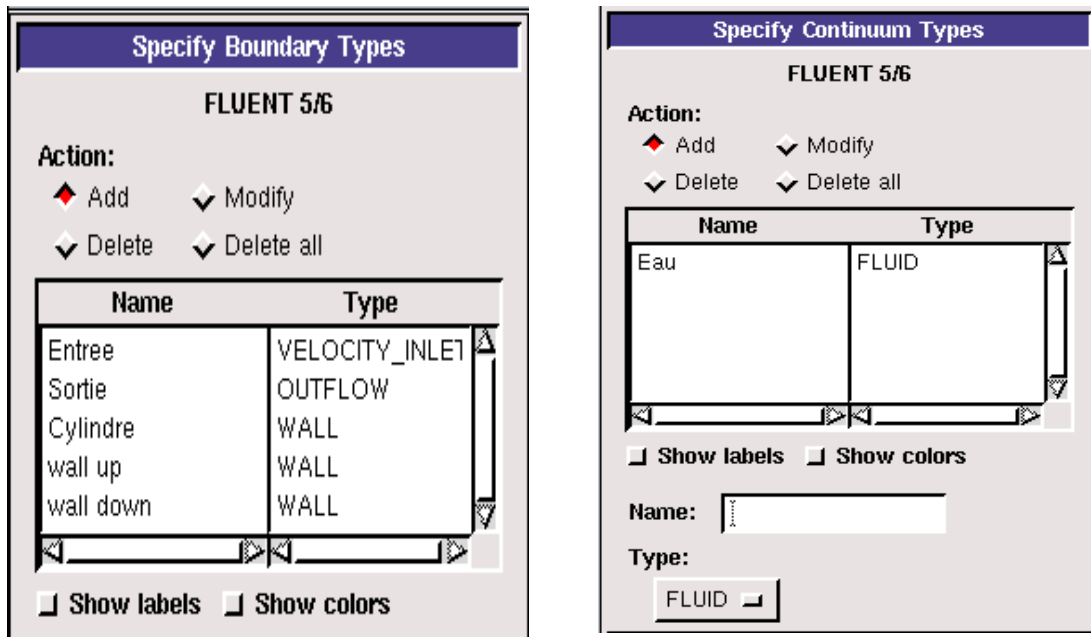 Specify Boundary Types
FLUENT 5/6
Action:
Add Modify
Delete Delete all
Name Type
Entree VELOCITY_INLET
Sortie OUTFLOW
Cylindre WALL
wall up WALL
wall down WALL
Show labels Show colors
Specify Continuum Types
FLUENT 5/6
Action:
Add Modify
Delete Delete all
Name Type
Eau FLUID
Show labels Show colors
Name:
Type:
FLUID